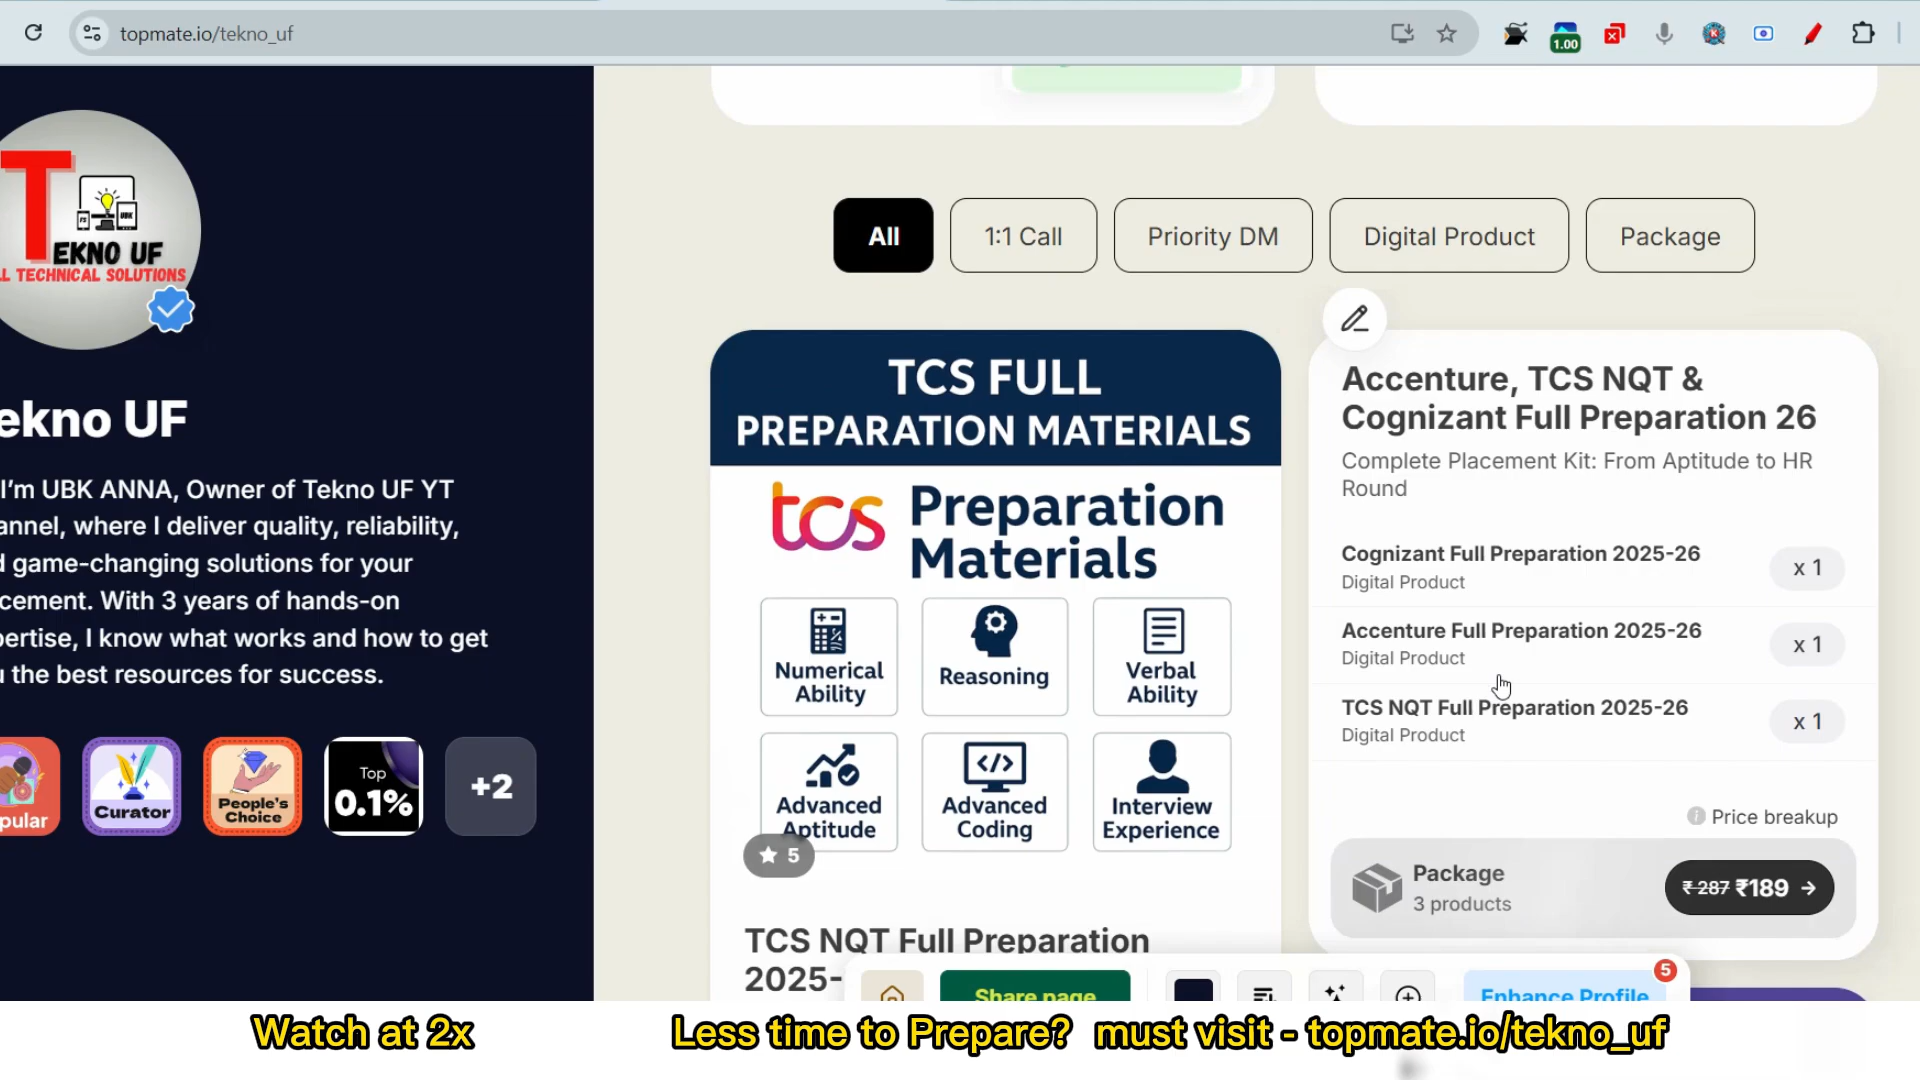 topmate.io/tekno_uf
1.00
T
EKNO UF
LL TECHNICAL SOLUTIONS
ekno UF
I'm UBK ANNA, Owner of Tekno UF YT
annel, where I deliver quality, reliability,
d game-changing solutions for your
cement. With 3 years of hands-on
pertise, I know what works and how to get
u the best resources for success.
pular
Curator
People's
Choice
Top
0.1%
+2
All
1:1 Call
Priority DM
Digital Product
Package
TCS FULL
PREPARATION MATERIALS
tcs
Preparation
Materials
Numerical
Ability
Reasoning
Verbal
Ability
Advanced
Aptitude
Advanced
Coding
Interview
Experience
5
TCS NQT Full Preparation
2025-
Accenture, TCS NQT &
Cognizant Full Preparation 26
Complete Placement Kit: From Aptitude to HR
Round
Cognizant Full Preparation 2025-26
Digital Product
x 1
Accenture Full Preparation 2025-26
Digital Product
x 1
TCS NQT Full Preparation 2025-26
Digital Product
x 1
Price breakup
Package
3 products
₹287 ₹189
Share page
Enhance Profile
5
Watch at 2x
Less time to Prepare? must visit - topmate.io/tekno_uf